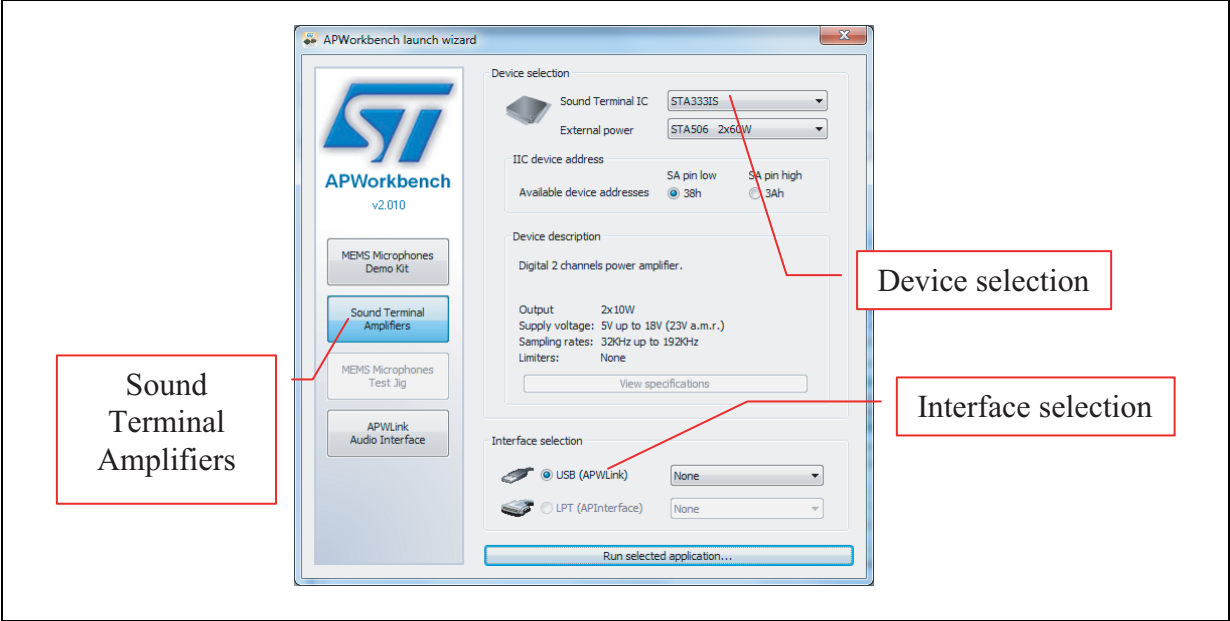 APWorkbench launch wizard
ST
APWorkbench
v2.010
MEMS Microphones
Demo Kit
Sound Terminal
Amplifiers
MEMS Microphones
Test Jig
APWLink
Audio Interface
Device selection
Sound Terminal IC STA333IS
External power STA506 2x60W
IIC device address
SA pin low SA pin high
Available device addresses 38h 3Ah
Device description
Digital 2 channels power amplifier.
Output 2x10W
Supply voltage: 5V up to 18V (23V a.m.r.)
Sampling rates: 32KHz up to 192KHz
Limiters: None
View specifications
Interface selection
USB (APWLink) None
LPT (APInterface) None
Run selected application...
Device selection
Interface selection
Sound
Terminal
Amplifiers